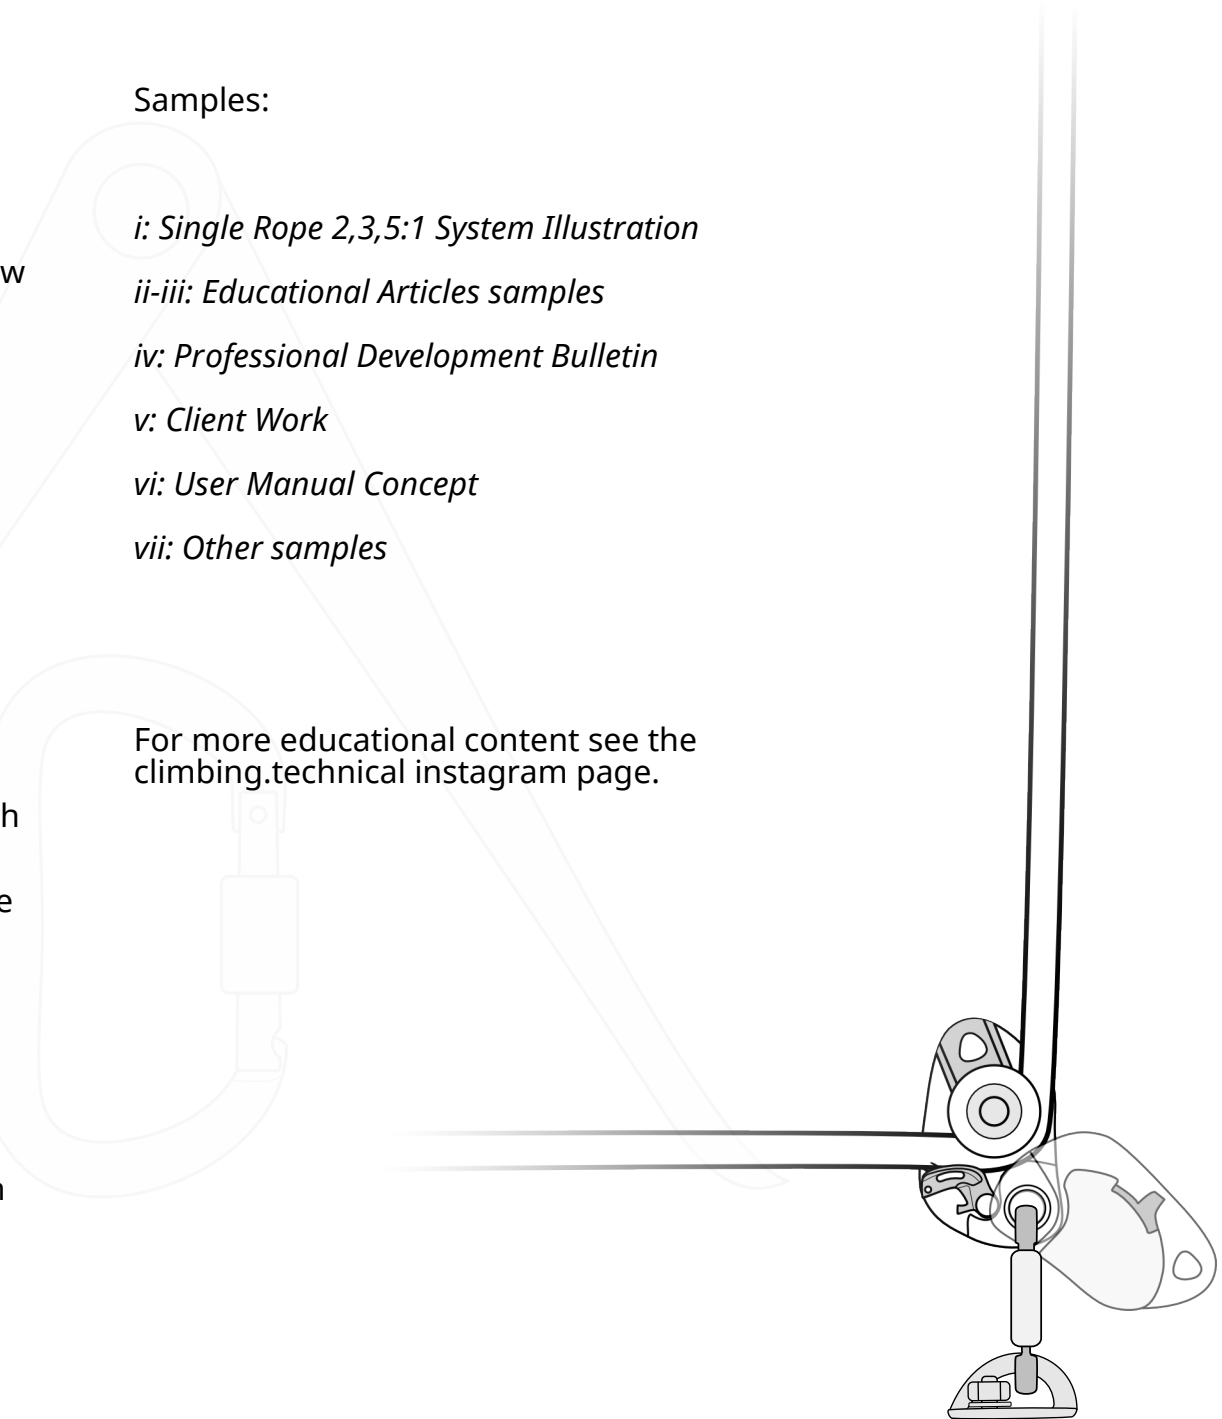 Samples:
i: Single Rope 2,3,5:1 System Illustration
w
ii-iii: Educational Articles samples
iv: Professional Development Bulletin
v: Client Work
vi: User Manual Concept
vii: Other samples
For more educational content see the
climbing.technical instagram page.
h
e